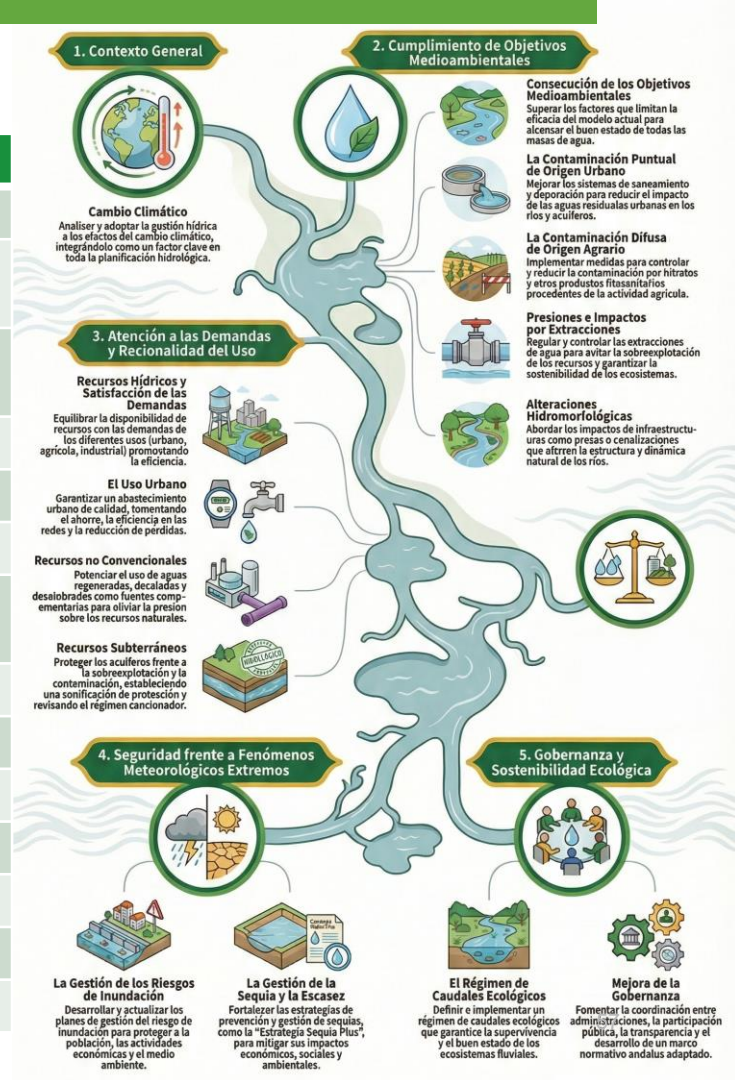 1. Contexto General
Cambio Climático
Analiser y adoptar la gustión hídrica
a los efectos del cambio climático,
integrándolo como un factor clave en
toda la planificación hidrológica.
2. Cumplimiento de Objetivos
Medioambientales
Consecución de los Objetivos
Medioambientales
Superar los factores que limitan la
eficacia del modelo actual para
alcensar el buen estado de todas las
masas de agua.
La Contaminación Puntual
de Origen Urbano
Mejorar los sistemas de saneamiento
y deporación para reducir el impacto
de las aguas residualas urbanas en los
ríos y acuíferos.
La Contaminación Difusa
de Origen Agrario
Implementar medidas para controlar
y reducir la contaminación por hitratos
y etros produstos fitasanitarios
procedentes de la actividad agricula.
Presiones e Impactos
por Extracciones
Regular y controlar las extracciones
de agua para avitar la sobreexplotación
de los recursos y garantizar la
sostenibilidad de los ecosistemas.
Alteraciones
Hidromorfológicas
Abordar los impactos de infraestructu-
uras como presas o cenalizaciones
que aftrren la estructura y dinámica
natural de los ríos.
3. Atención a las Demandas
y Recionalidad del Uso
Recursos Hídricos y
Satisfacción de las
Demandas
Equilibrar la disponibilidad de
recursos con las demandas de
los diferentes usos (urbano,
agrícola, industrial) promostando
la eficiencia.
El Uso Urbano
Garantizar un abastecimiento
urbano de calidad, tomentando
el ahorre, la eficiencia en las
redes y la reducción de perdidas.
Recursos no Convencionales
Potenciar el uso de aguas
regeneradas, decaladas y
desaiobrades como fuentes comp-
ementarias para oliviar la presion
sobre los recursos naturales.
Recursos Subterráneos
Proteger los acuíferos frente a
la sobreexplotación y la
contaminación, estableciendo
una sonificación de protesción y
revisando el régimen cancionador.
4. Seguridad frente a Fenómenos
Meteorológicos Extremos
La Gestión de los Riesgos
de Inundación
Desarrollar y actualizar los
planes de gestión del riesgo de
inundación para proteger a la
población, las actividades
económicas y el medio
ambiente.
La Gestión de la
Sequia y la Escasez
Fortalezer las estrategias de
prevención y gestión de sequias,
como la "Estrategia Sequia Plus",
para mitigar sus impactos
económicos, sociales y
ambientales.
5. Gobernanza y
Sostenibilidad Ecológica
El Régimen de
Caudales Ecológicos
Definir e implementar un
régimen de caudales ecológicos
que garantice la supervivencia
y el buen estado de los
ecosistemas fluviales.
Mejora de la
Gobernanza
Fomentar la coordinación entre
administraciones, la participación
pública, la transparencia y el
desarrollo de un marco
normativo andalus adaptado.